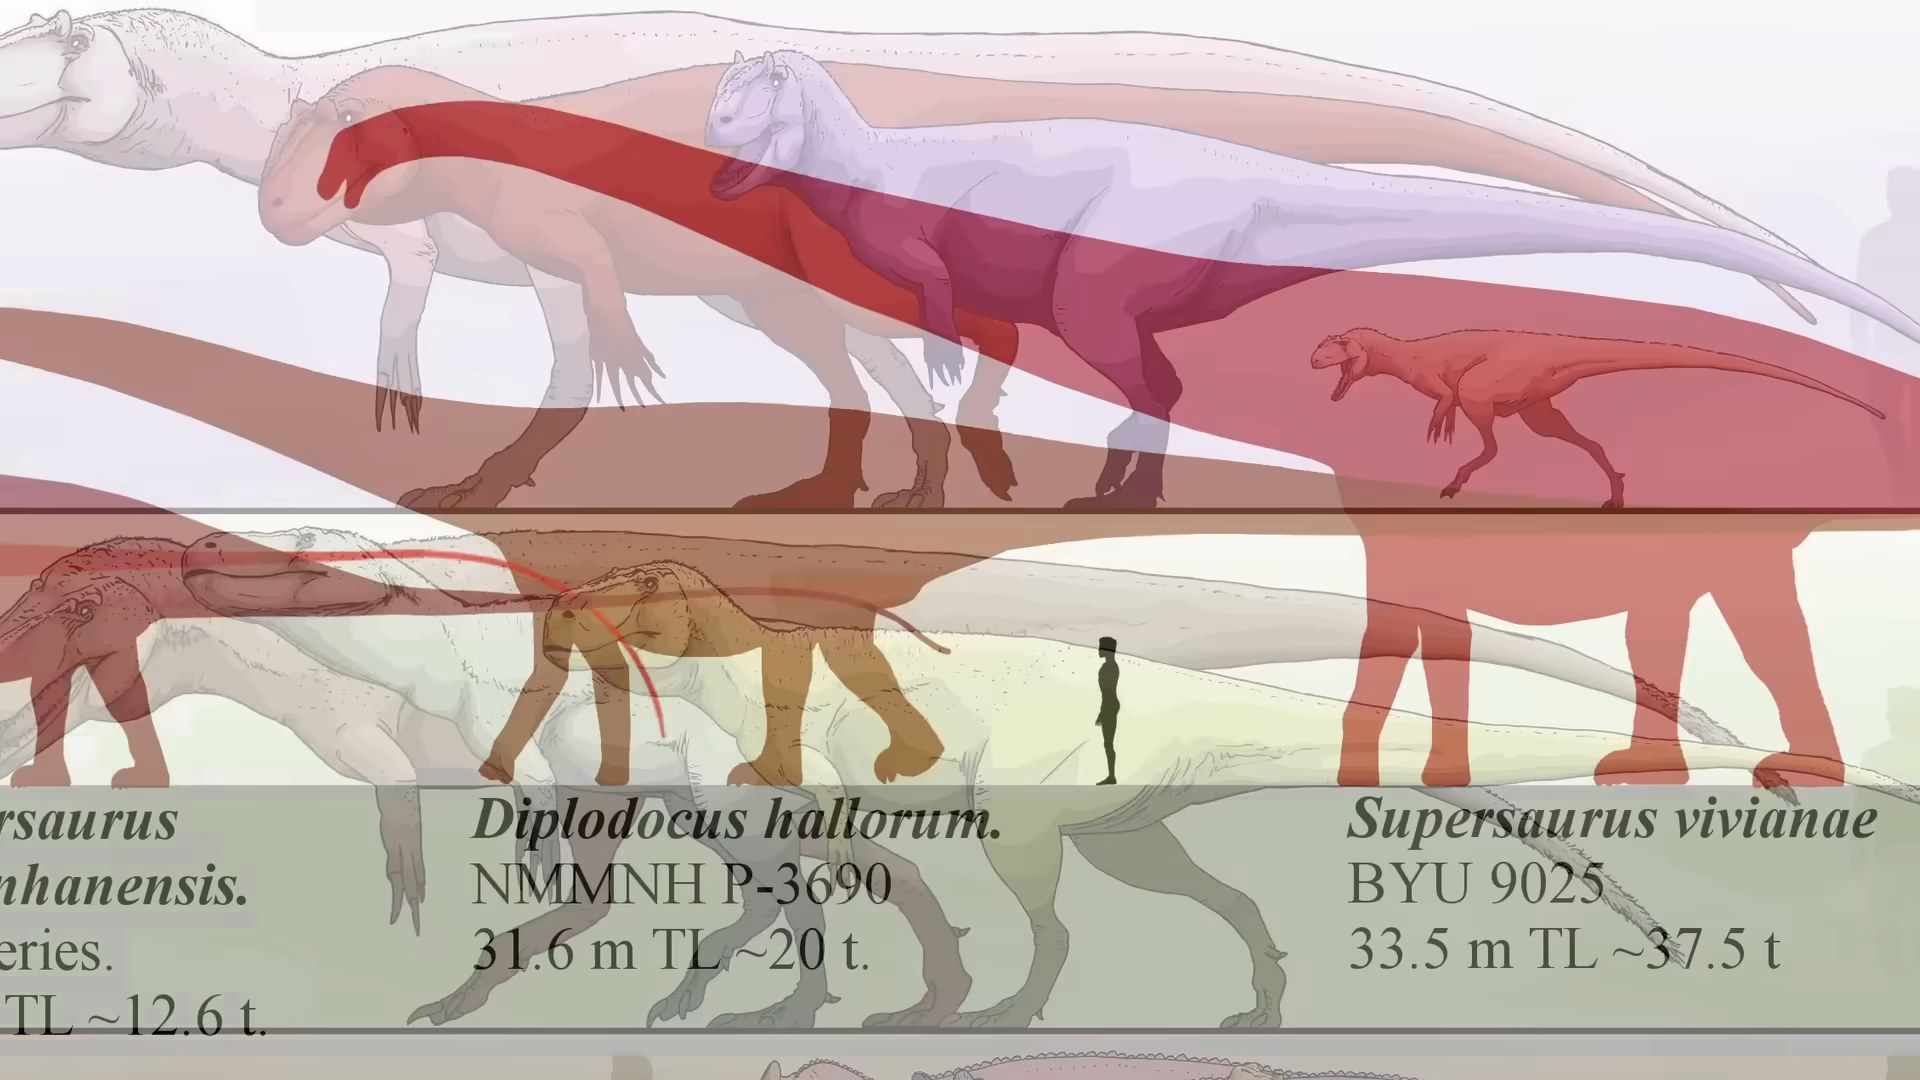 rsaurus
nhanensis.
eries.
TL ~12.6 t.
Diplodocus hallorum.
NMMNH P-3690
31.6 m TL ~20 t.
Supersaurus vivianae
BYU 9025
33.5 m TL ~37.5 t